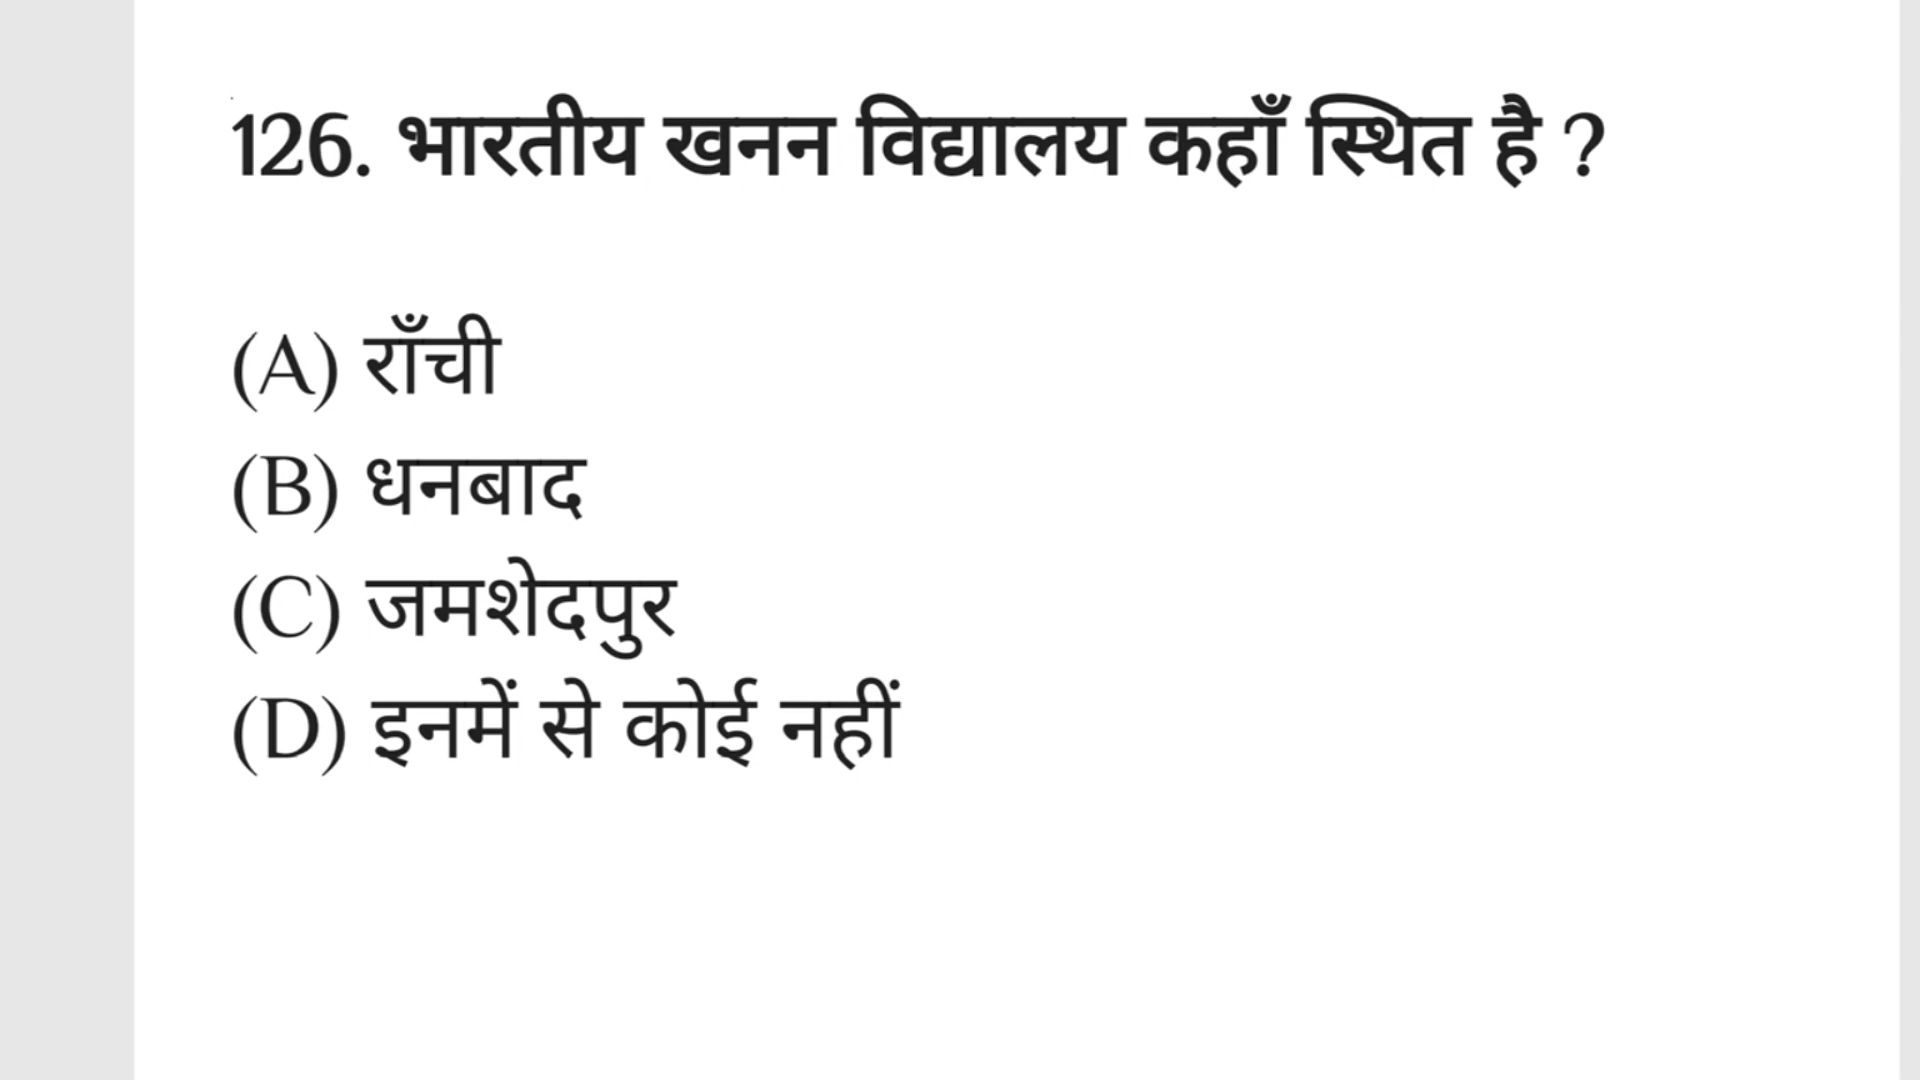 126. भारतीय खनन विद्यालय कहाँ स्थित है ?
(A) राँची
(B) धनबाद
(C) जमशेदपुर
(D) इनमें से कोई नहीं